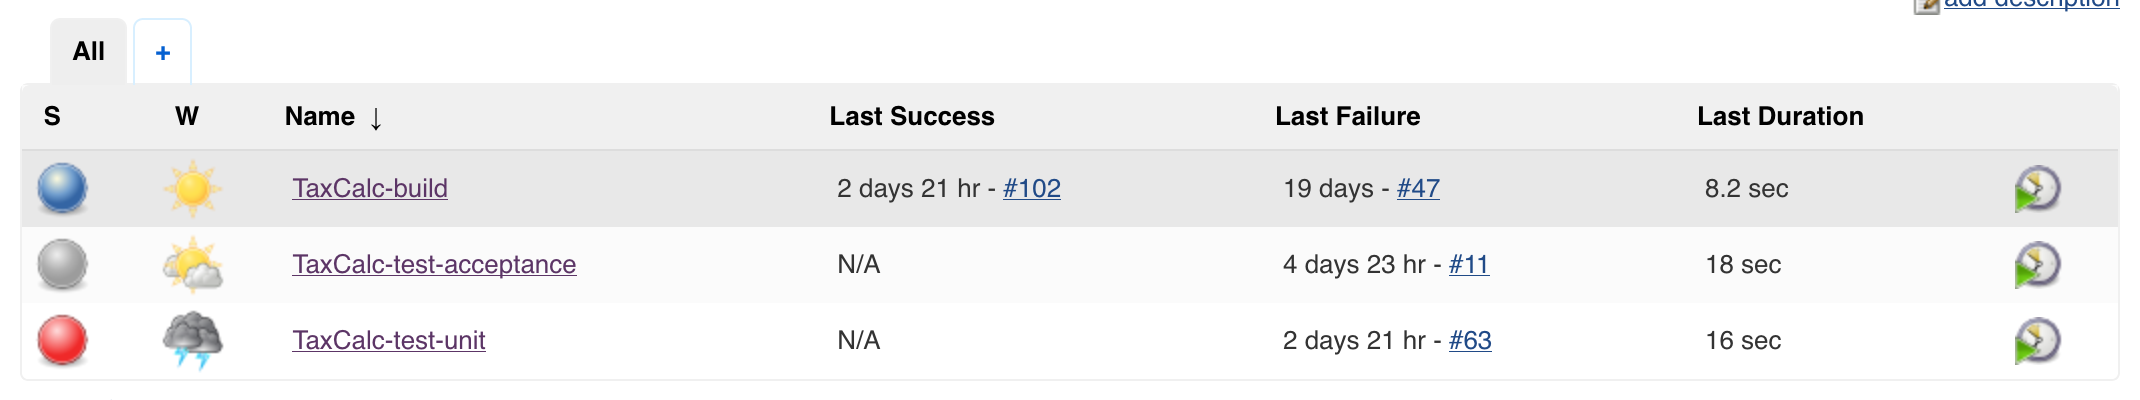 add description
All +
S W Name ↓ Last Success Last Failure Last Duration
TaxCalc-build 2 days 21 hr - #102 19 days - #47 8.2 sec
TaxCalc-test-acceptance N/A 4 days 23 hr - #11 18 sec
TaxCalc-test-unit N/A 2 days 21 hr - #63 16 sec